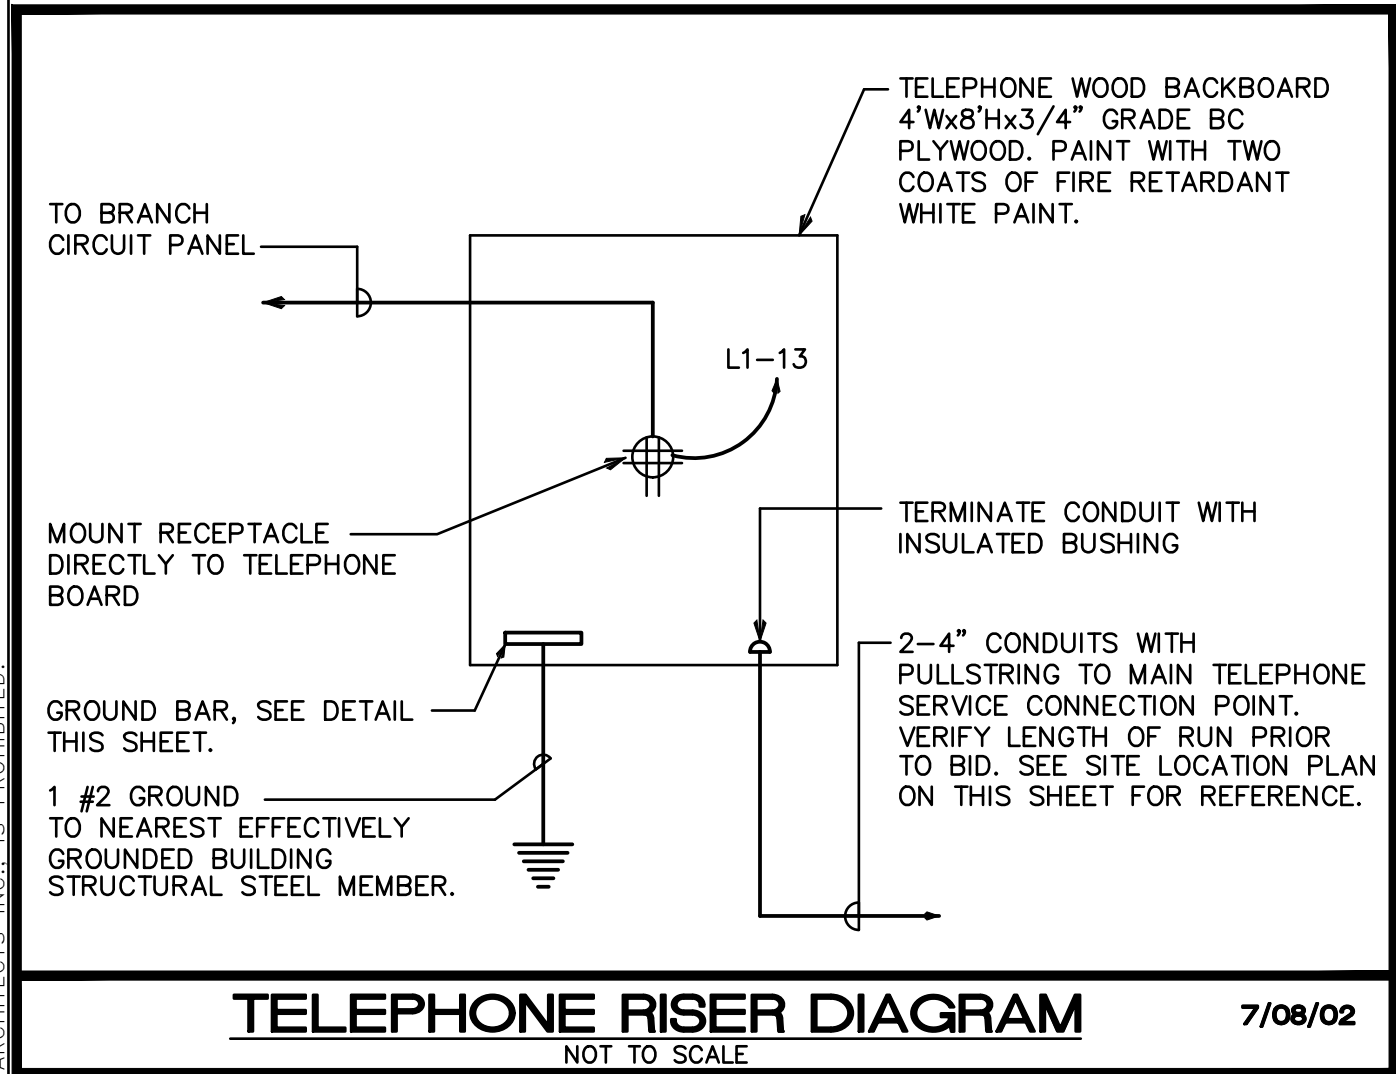 TELEPHONE WOOD BACKBOARD
4'Wx8'Hx3/4" GRADE BC
PLYWOOD. PAINT WITH TWO
COATS OF FIRE RETARDANT
WHITE PAINT.
TO BRANCH
CIRCUIT PANEL
L1-13
MOUNT RECEPTACLE
DIRECTLY TO TELEPHONE
BOARD
TERMINATE CONDUIT WITH
INSULATED BUSHING
2-4" CONDUITS WITH
PULLSTRING TO MAIN TELEPHONE
SERVICE CONNECTION POINT.
VERIFY LENGTH OF RUN PRIOR
TO BID. SEE SITE LOCATION PLAN
ON THIS SHEET FOR REFERENCE.
GROUND BAR, SEE DETAIL
THIS SHEET.
1 #2 GROUND
TO NEAREST EFFECTIVELY
GROUNDED BUILDING
STRUCTURAL STEEL MEMBER.
TELEPHONE RISER DIAGRAM
NOT TO SCALE
7/08/02